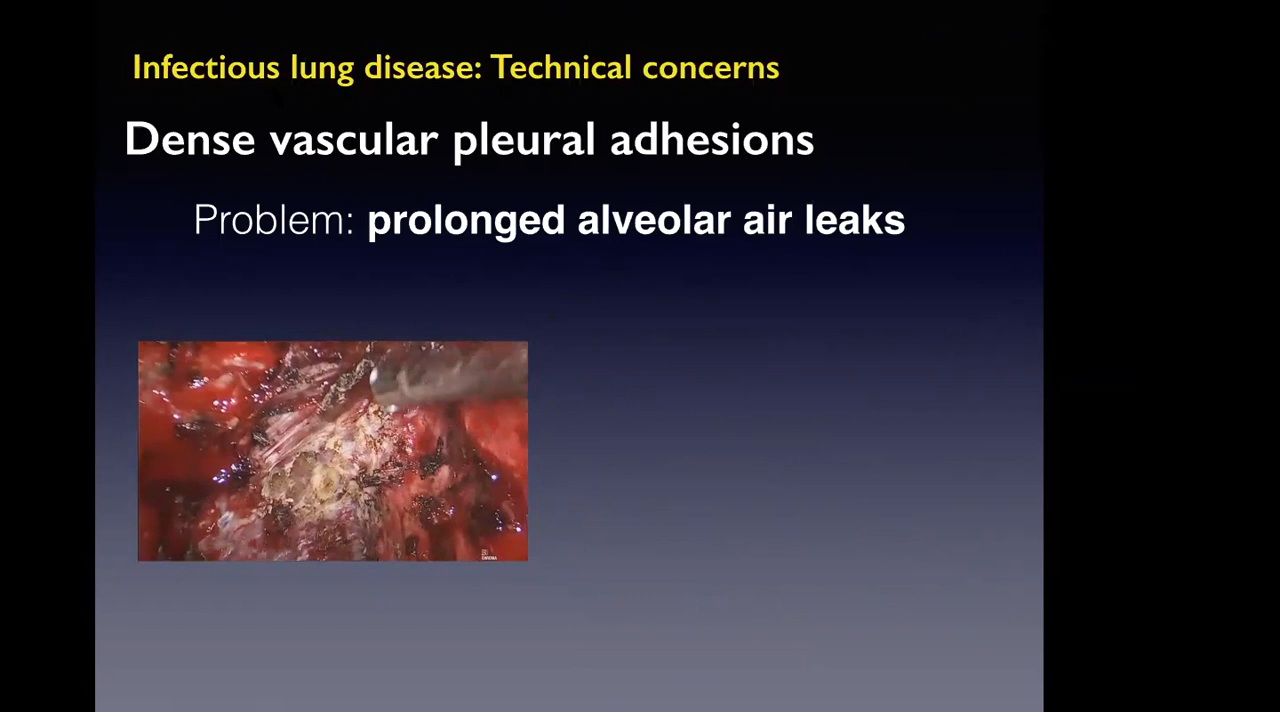 Infectious lung disease: Technical concerns
Dense vascular pleural adhesions
Problem: prolonged alveolar air leaks